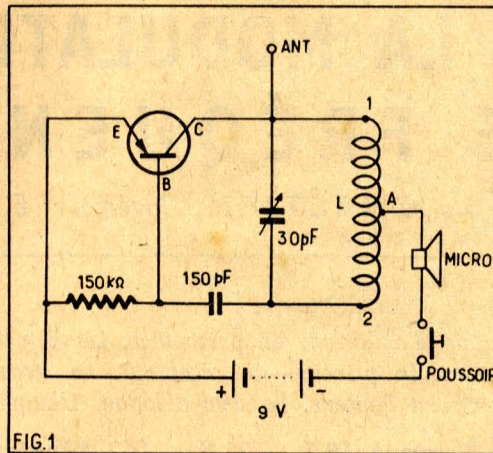 ANT
1
E
C
B
L
A
30pF
MICRO
150kΩ
150pF
2
POUSSOIR
+
-
9 V
FIG.1